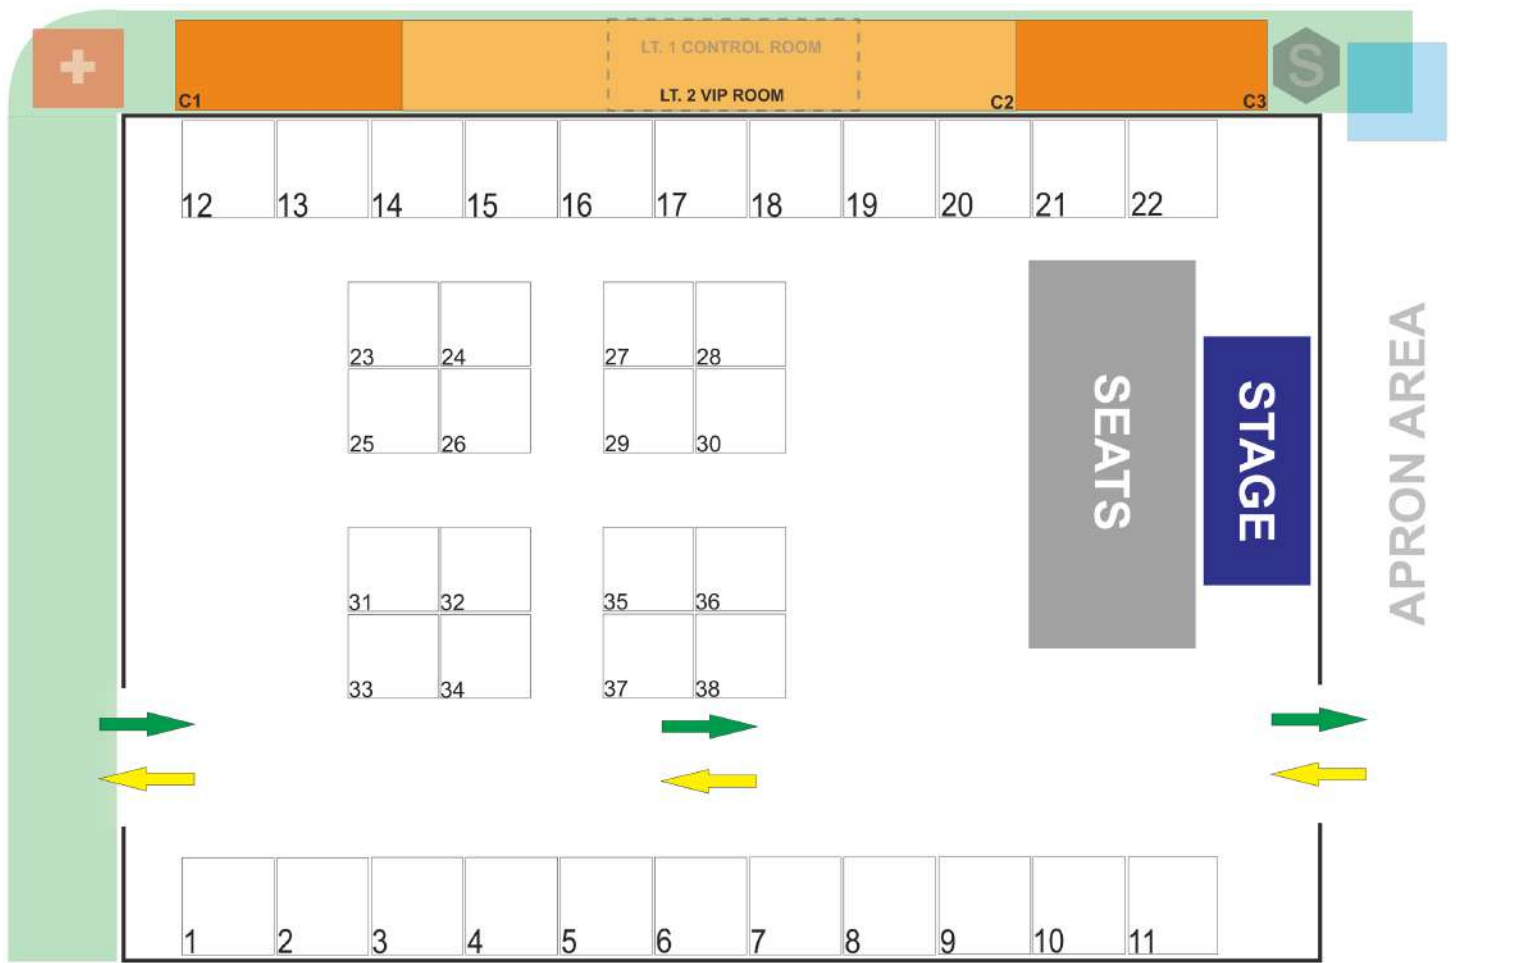 LT. 1 CONTROL ROOM
S
C1
LT. 2 VIP ROOM
C2
C3
12 13 14 15 16 17 18 19 20 21 22
23 24 27 28
25 26 29 30
SEATS
STAGE
APRON AREA
31 32 35 36
33 34 37 38
1 2 3 4 5 6 7 8 9 10 11